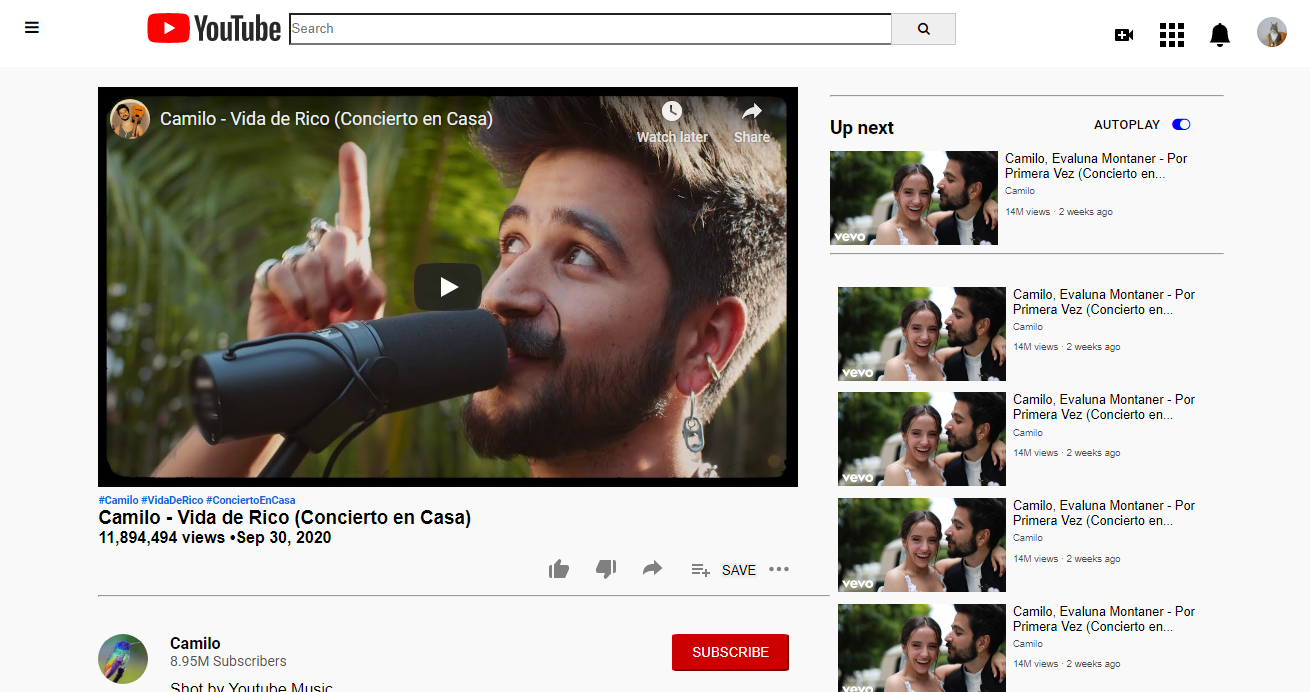 YouTube
Search
Camilo - Vida de Rico (Concierto en Casa)
Watch later
Share
#Camilo #VidaDeRico #ConciertoEnCasa
Camilo - Vida de Rico (Concierto en Casa)
11,894,494 views •Sep 30, 2020
SAVE
Camilo
8.95M Subscribers
SUBSCRIBE
Shot by Youtube Music
Up next
AUTOPLAY
vevo
Camilo, Evaluna Montaner - Por
Primera Vez (Concierto en...
Camilo
14M views · 2 weeks ago
vevo
Camilo, Evaluna Montaner - Por
Primera Vez (Concierto en...
Camilo
14M views · 2 weeks ago
vevo
Camilo, Evaluna Montaner - Por
Primera Vez (Concierto en...
Camilo
14M views · 2 weeks ago
vevo
Camilo, Evaluna Montaner - Por
Primera Vez (Concierto en...
Camilo
14M views · 2 weeks ago
vevo
Camilo, Evaluna Montaner - Por
Primera Vez (Concierto en...
Camilo
14M views · 2 weeks ago